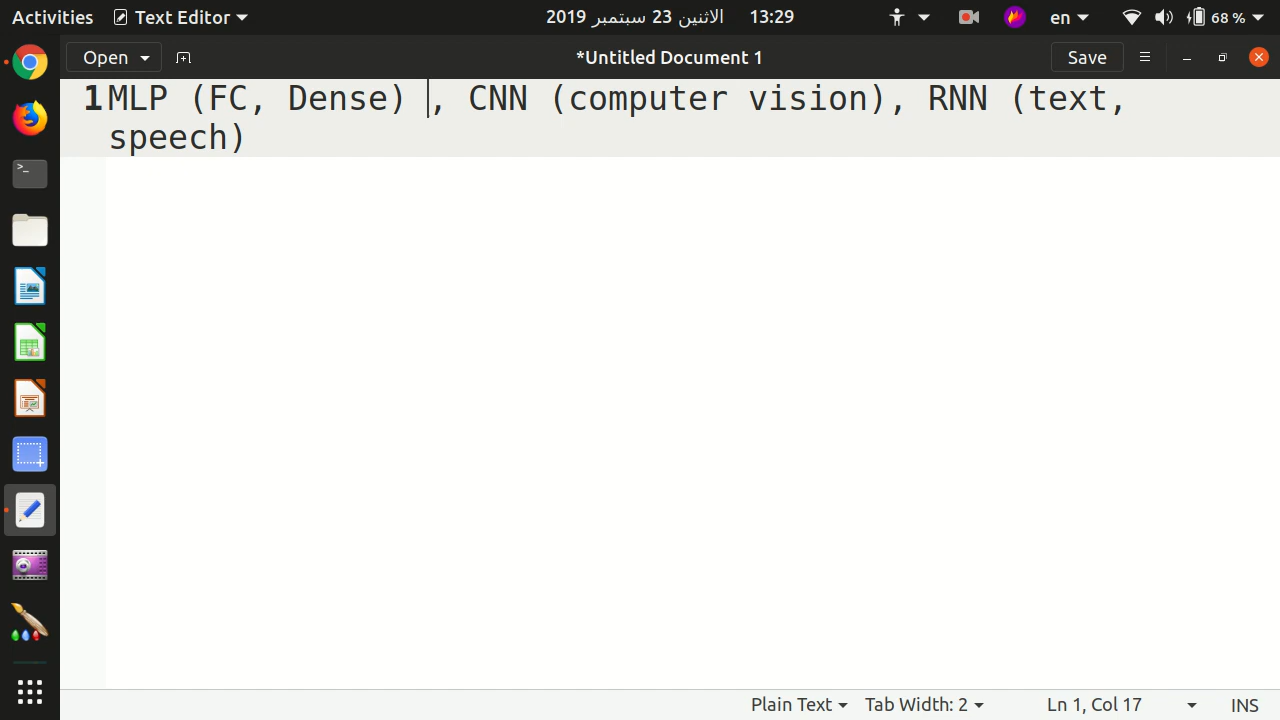 Activities Text Editor الاثنين 23 سبتمبر 2019 13:29 en 68 %
Open *Untitled Document 1 Save
1 MLP (FC, Dense) , CNN (computer vision), RNN (text,
speech)
Plain Text Tab Width: 2 Ln 1, Col 17 INS